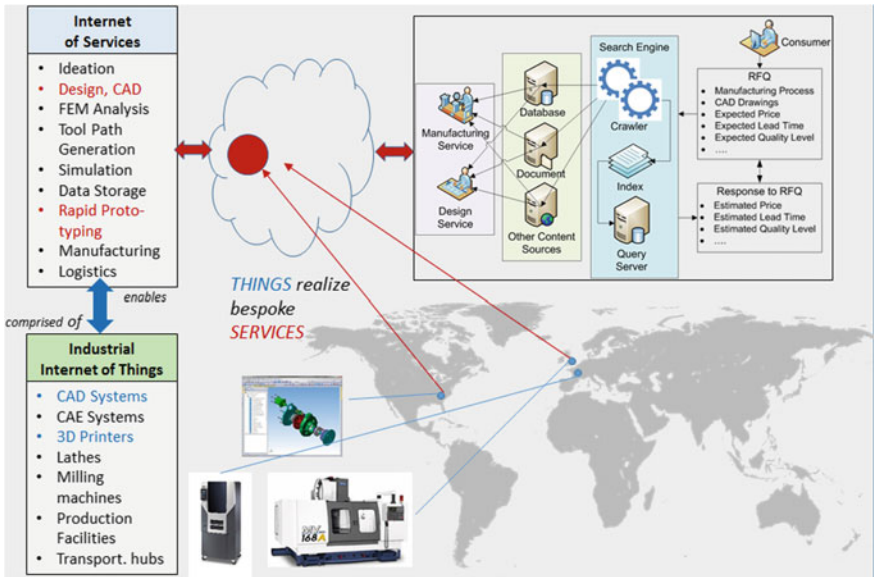 Internet
of Services
• Ideation
• Design, CAD
• FEM Analysis
• Tool Path
Generation
• Simulation
• Data Storage
• Rapid Proto-
typing
• Manufacturing
• Logistics
enables
comprised of
Industrial
Internet of Things
• CAD Systems
• CAE Systems
• 3D Printers
• Lathes
• Milling
machines
• Production
Facilities
• Transport. hubs
THINGS realize
bespoke
SERVICES
Manufacturing
Service
Design
Service
Database
Document
Other Content
Sources
Search Engine
Crawler
Index
Query
Server
Consumer
RFQ
• Manufacturing Process
• CAD Drawings
• Expected Price
• Expected Lead Time
• Expected Quality Level
• ....
Response to RFQ
• Estimated Price
• Estimated Lead Time
• Estimated Quality Level
• ....
168A